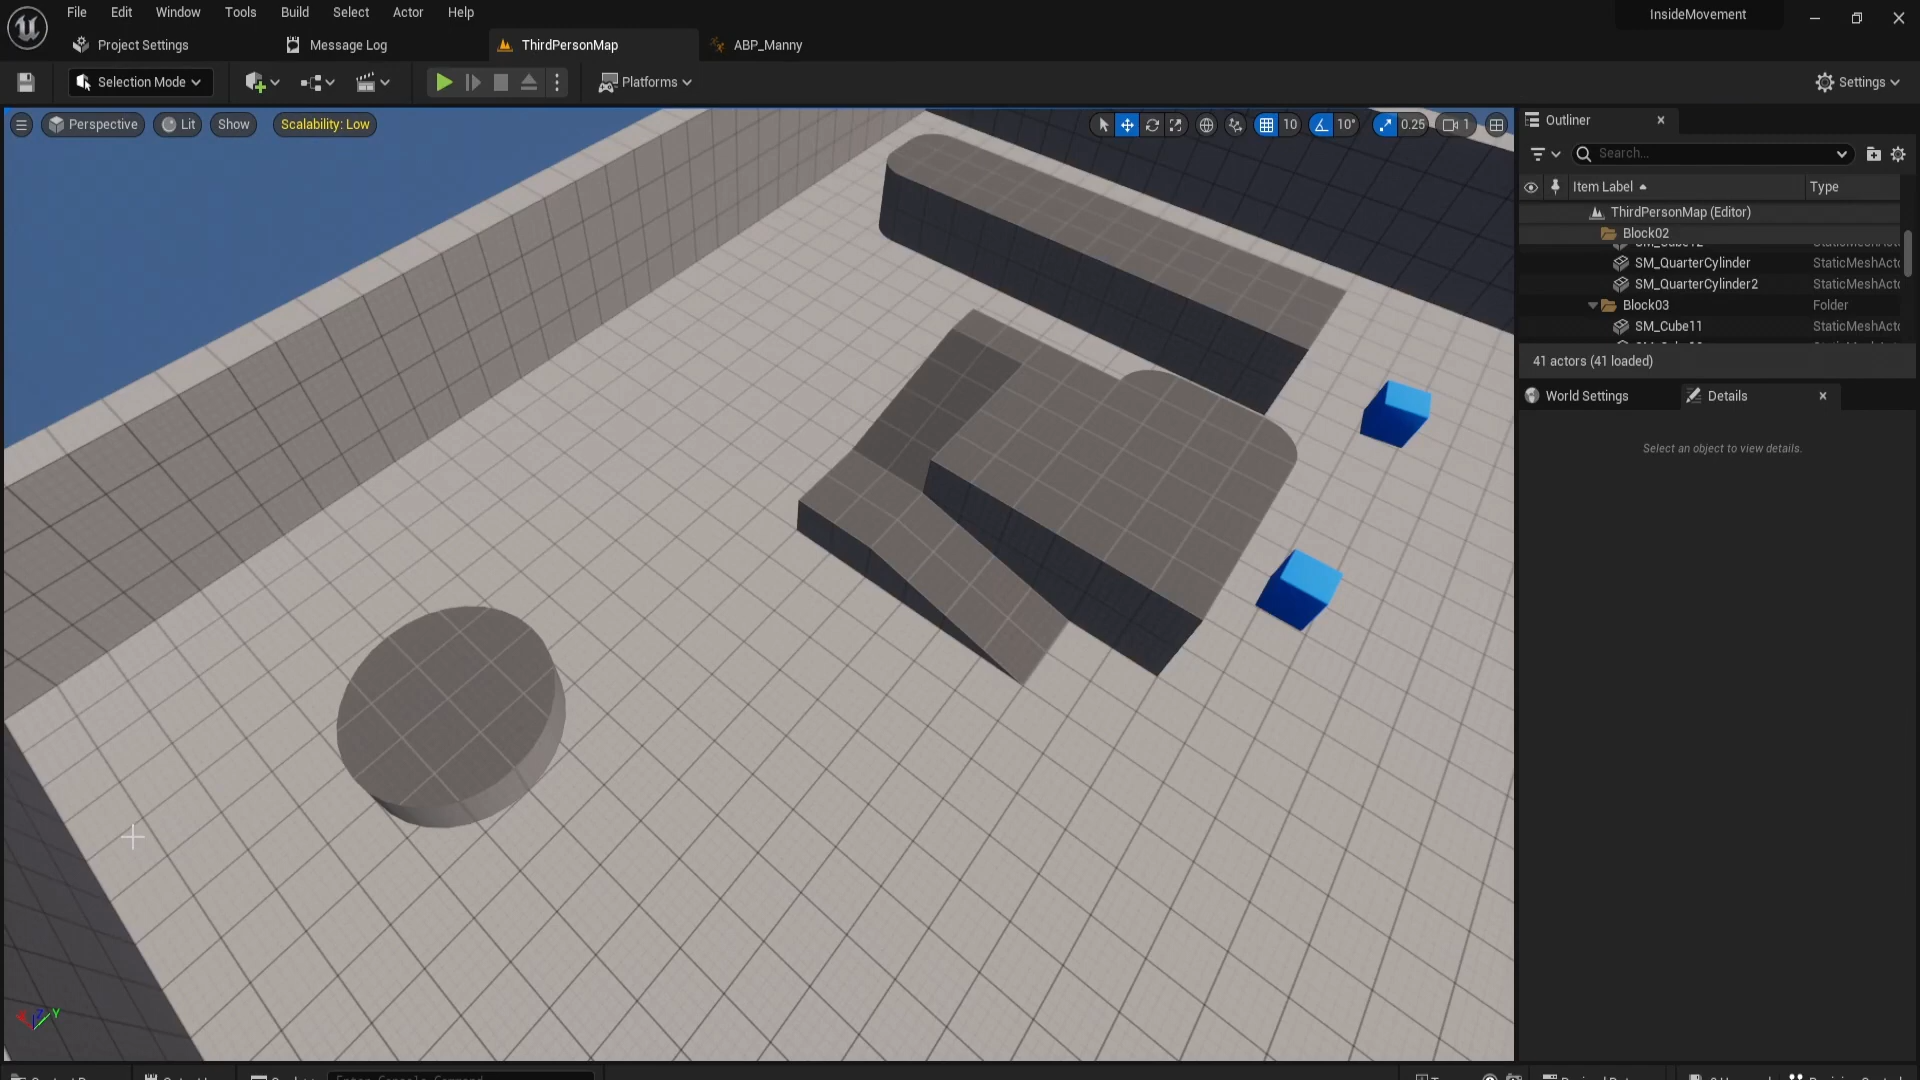 File Edit Window Tools Build Select Actor Help
InsideMovement
Project Settings
Message Log
ThirdPersonMap
ABP_Manny
Selection Mode
Platforms
Settings
Perspective
Lit
Show
Scalability: Low
10
10°
0.25
1
Outliner
Search...
Item Label
Type
ThirdPersonMap (Editor)
Block02
SM_QuarterCylinder
StaticMeshActo
SM_QuarterCylinder2
StaticMeshActo
Block03
Folder
SM_Cube11
StaticMeshActo
41 actors (41 loaded)
World Settings
Details
Select an object to view details.
Z
Y
Enter Console Command